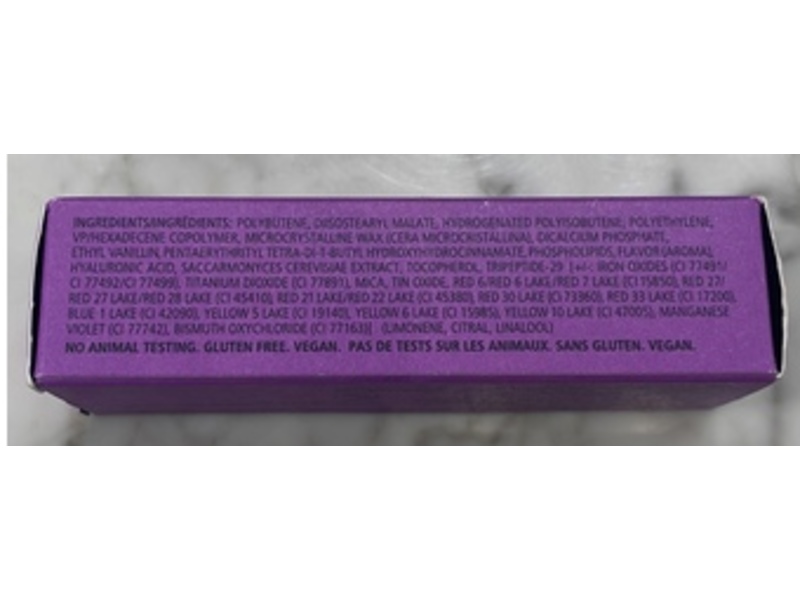 INGREDIENTS/INGRÉDIENTS: POLYBUTENE, DIISOSTEARYL MALATE, HYDROGENATED POLYISOBUTENE, POLYETHYLENE,
VP/HEXADECENE COPOLYMER, MICROCRYSTALLINE WAX (CERA MICROCRISTALLINA), DICALCIUM PHOSPHATE,
ETHYL VANILLIN, PENTAERYTHRITYL TETRA-DI-T-BUTYL HYDROXYHYDROCINNAMATE, PHOSPHOLIPIDS, FLAVOR (AROMA),
HYALURONIC ACID, SACCARMONYCES CEREVISIAE EXTRACT, TOCOPHEROL, TRIPEPTIDE-29 [+/-: IRON OXIDES (CI 77491/
CI 77492/CI 77499), TITANIUM DIOXIDE (CI 77891), MICA, TIN OXIDE, RED 6/RED 6 LAKE/RED 7 LAKE (CI15850), RED 27/
RED 27 LAKE/RED 28 LAKE (CI 45410), RED 21 LAKE/RED 22 LAKE (CI 45380), RED 30 LAKE (CI 73360), RED 33 LAKE (CI 17200),
BLUE 1 LAKE (CI 42090), YELLOW 5 LAKE (CI 19140), YELLOW 6 LAKE (CI 15985), YELLOW 10 LAKE (CI 47005), MANGANESE
VIOLET (CI 77742), BISMUTH OXYCHLORIDE (CI 77163)] (LIMONENE, CITRAL, LINALOOL)
NO ANIMAL TESTING. GLUTEN FREE. VEGAN. PAS DE TESTS SUR LES ANIMAUX. SANS GLUTEN. VEGAN.